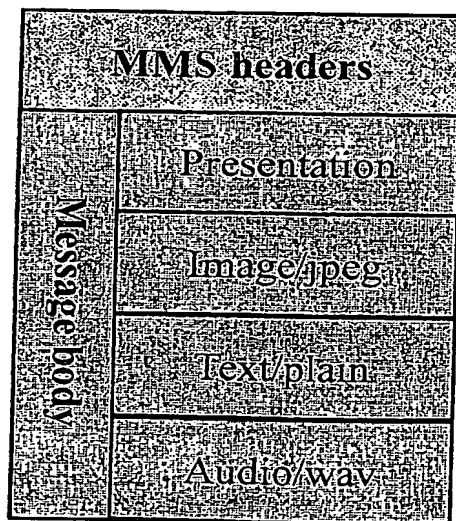 MMS headers
Message body
Presentation
Image/jpeg
Text/plain
Audio/wav